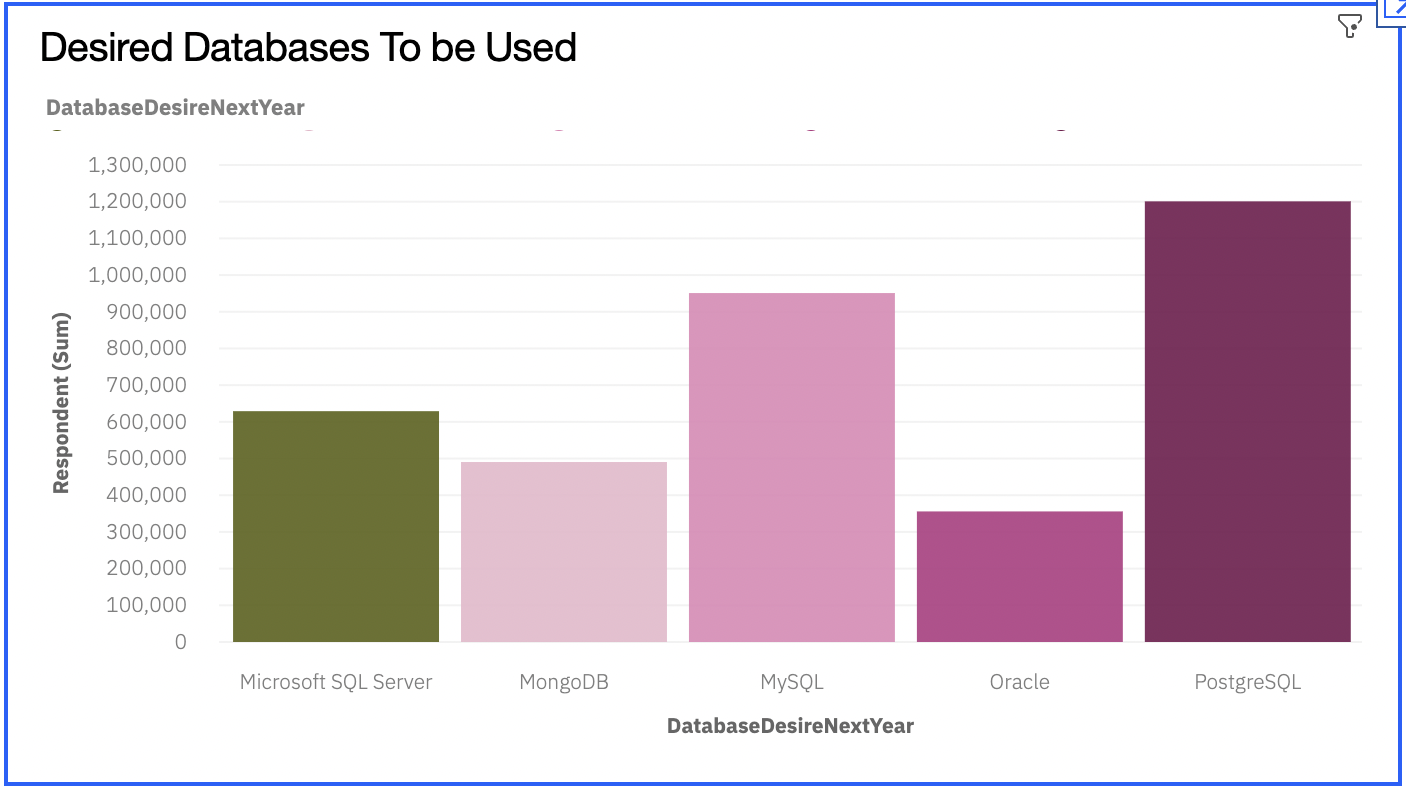 Desired Databases To be Used
DatabaseDesireNextYear
1,300,000
1,200,000
1,100,000
1,000,000
900,000
800,000
700,000
600,000
500,000
400,000
300,000
200,000
100,000
0
Respondent (Sum)
Microsoft SQL Server MongoDB MySQL Oracle PostgreSQL
DatabaseDesireNextYear